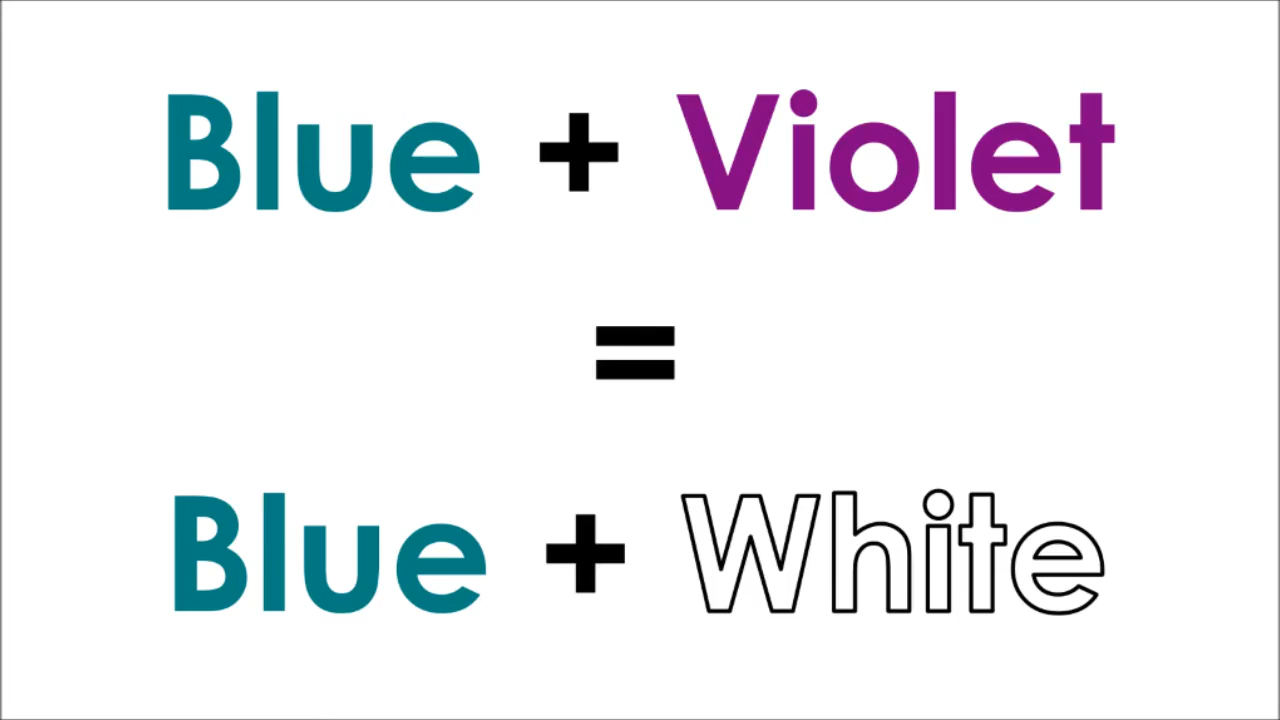 Blue + Violet
=
Blue + White